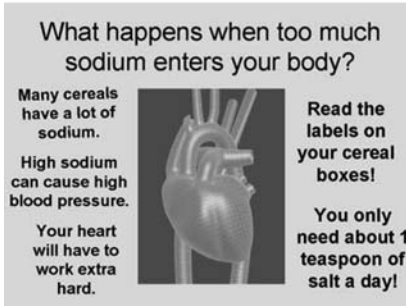 What happens when too much
sodium enters your body?
Many cereals
have a lot of
sodium.
High sodium
can cause high
blood pressure.
Your heart
will have to
work extra
hard.
Read the
labels on
your cereal
boxes!
You only
need about 1
teaspoon of
salt a day!